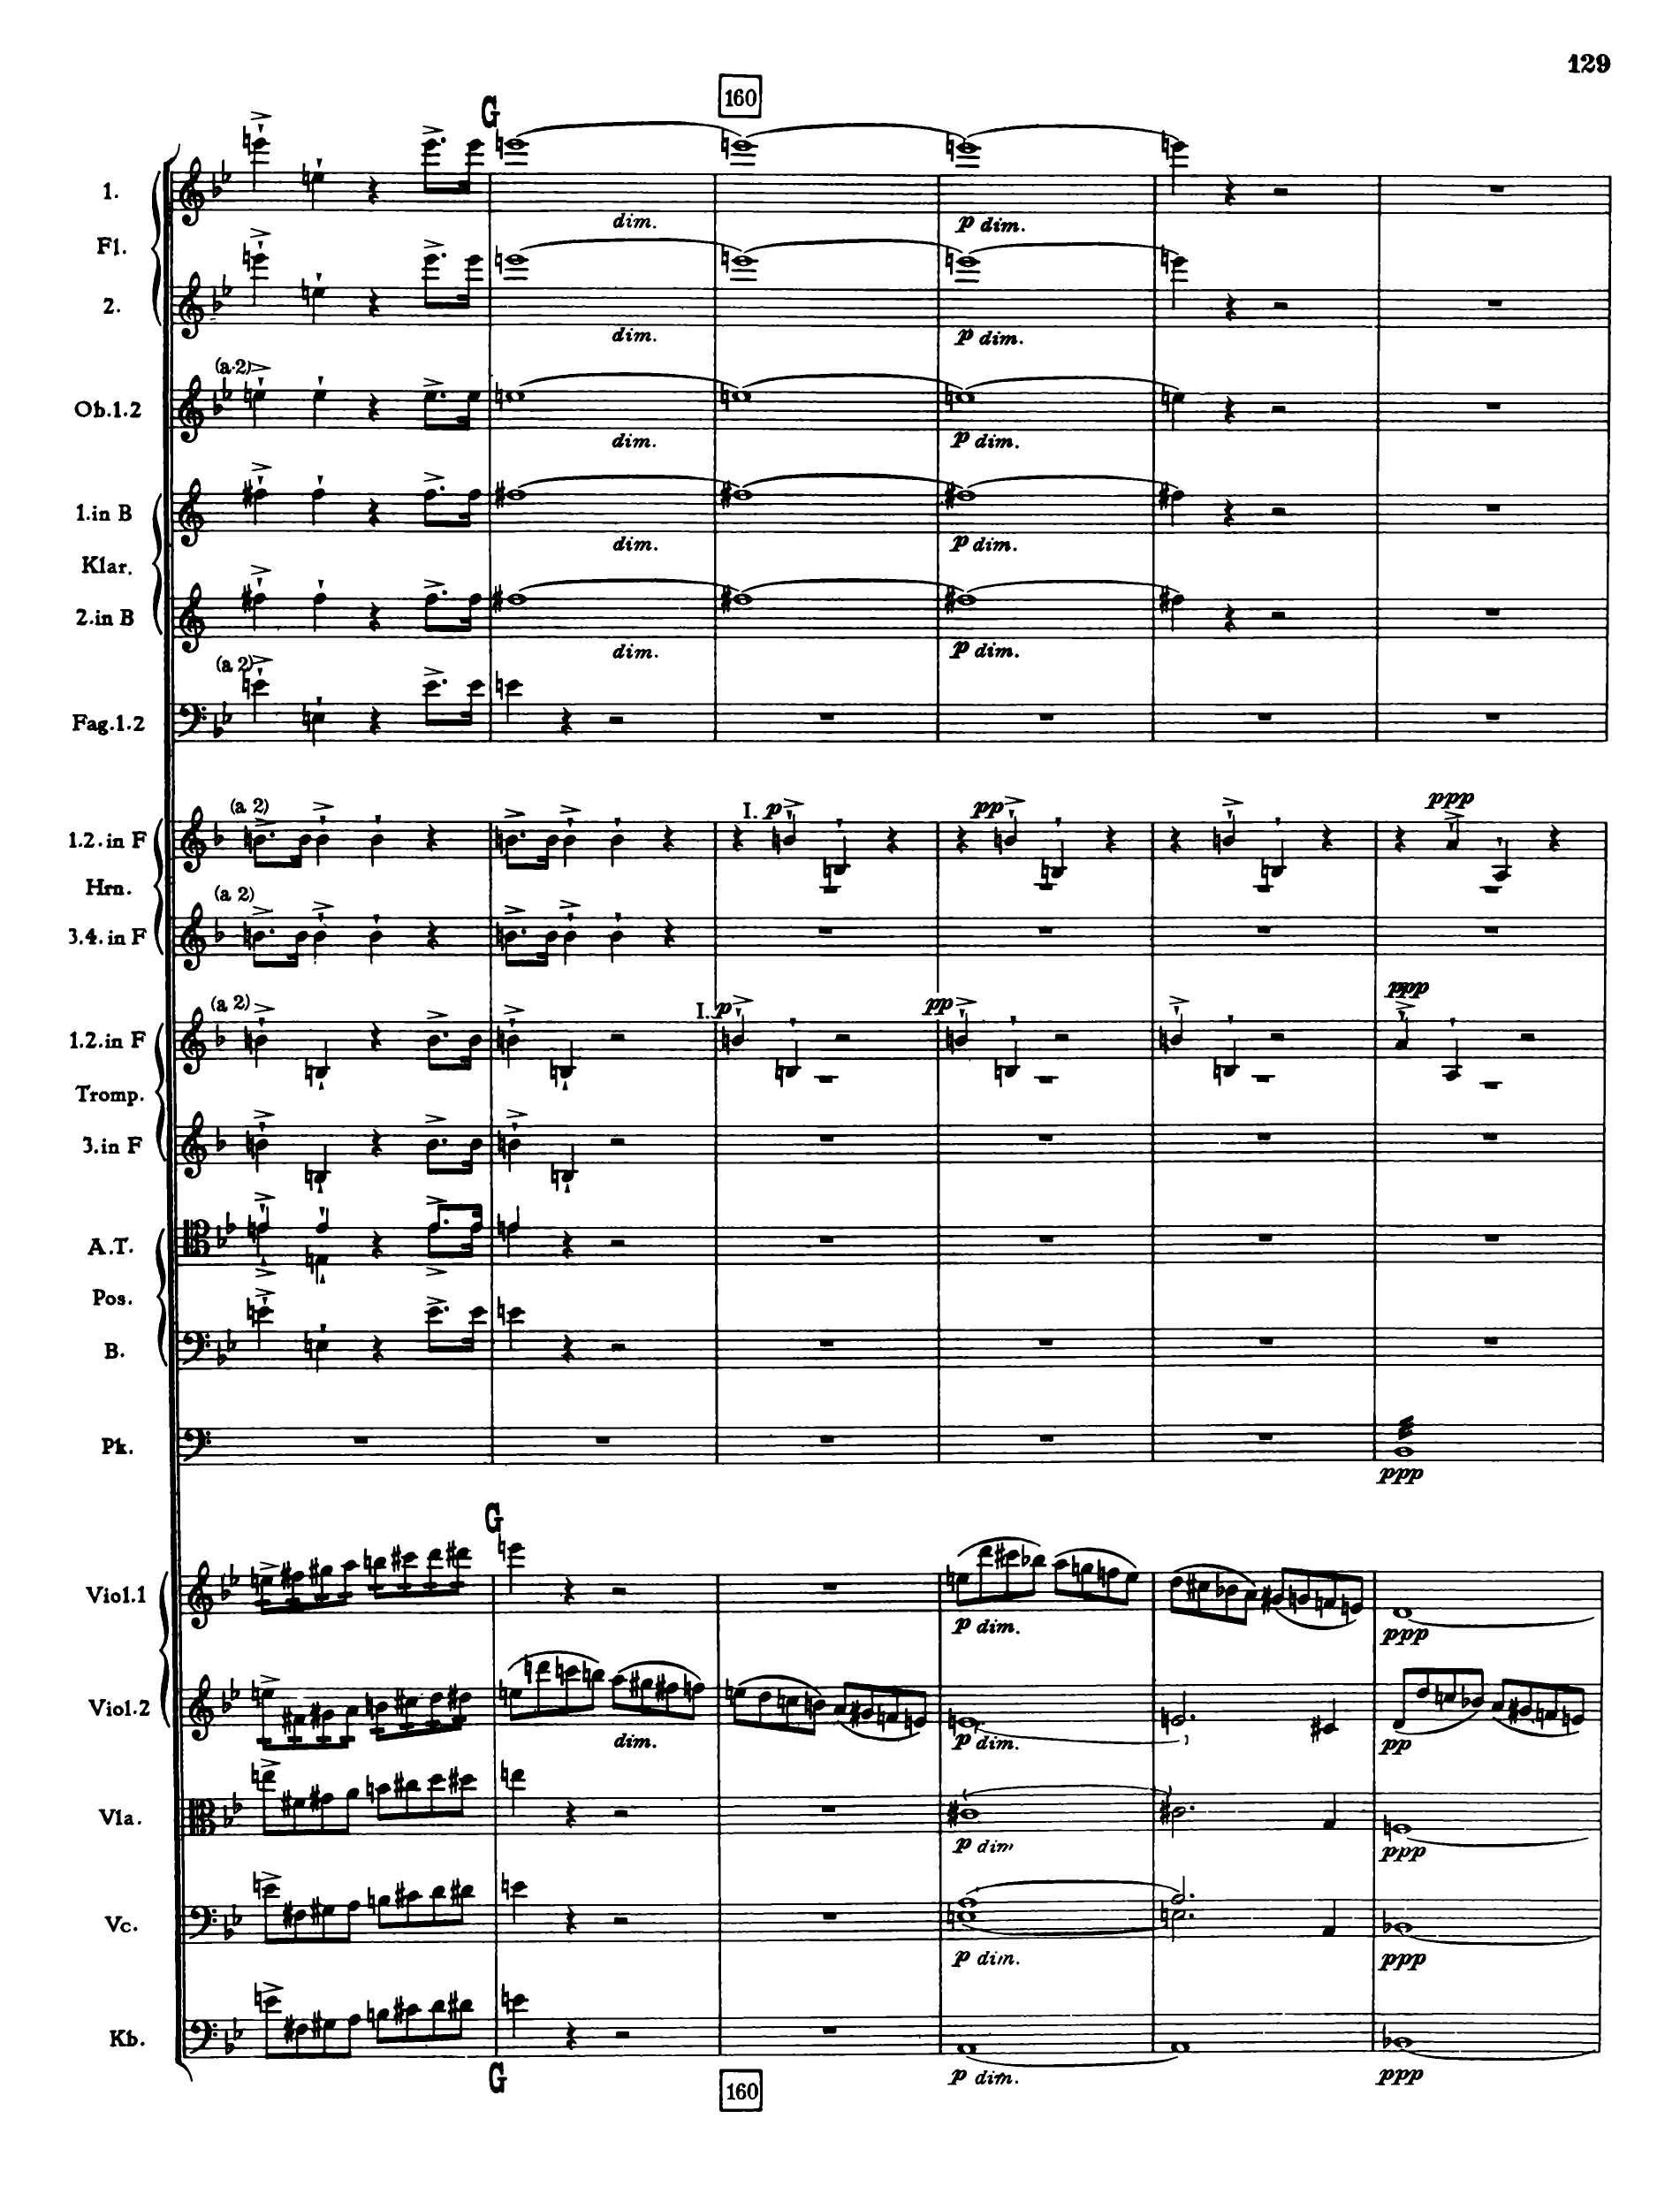 129
G 160
1.
dim. p dim.
Fl.
2.
dim. p dim.
(a 2)
Ob.1.2
dim. p dim.
1.in B
dim. p dim.
Klar.
2.in B
dim. p dim.
(a 2)
Fag.1.2
(a 2) I. p pp ppp
1.2. in F
Hrn.
(a 2)
3.4. in F
(a 2) I. p pp ppp
1.2. in F
Tromp.
3. in F
A.T.
Pos.
B.
Pk.
ppp
G
Viol.1
p dim. ppp
Viol.2
dim. p dim. pp
Vla.
p dim ppp
Vc.
p dim. ppp
Kb.
p dim. ppp
G 160